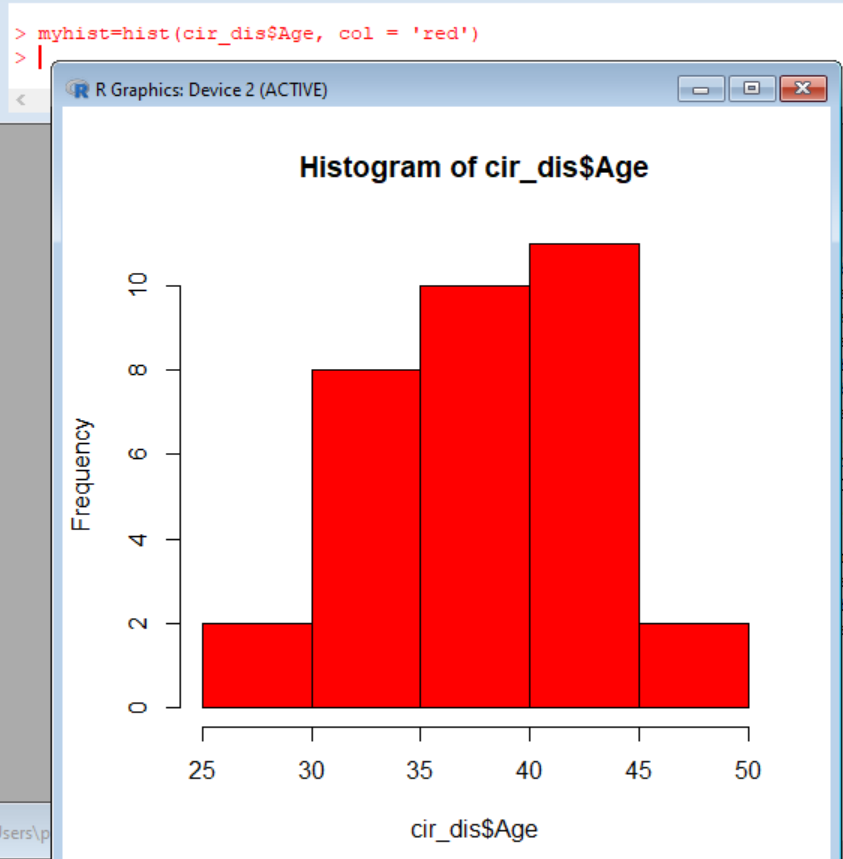 > myhist=hist(cir_dis$Age, col = 'red')
>
R Graphics: Device 2 (ACTIVE)
Histogram of cir_dis$Age
10
8
6
4
2
0
Frequency
25 30 35 40 45 50
cir_dis$Age